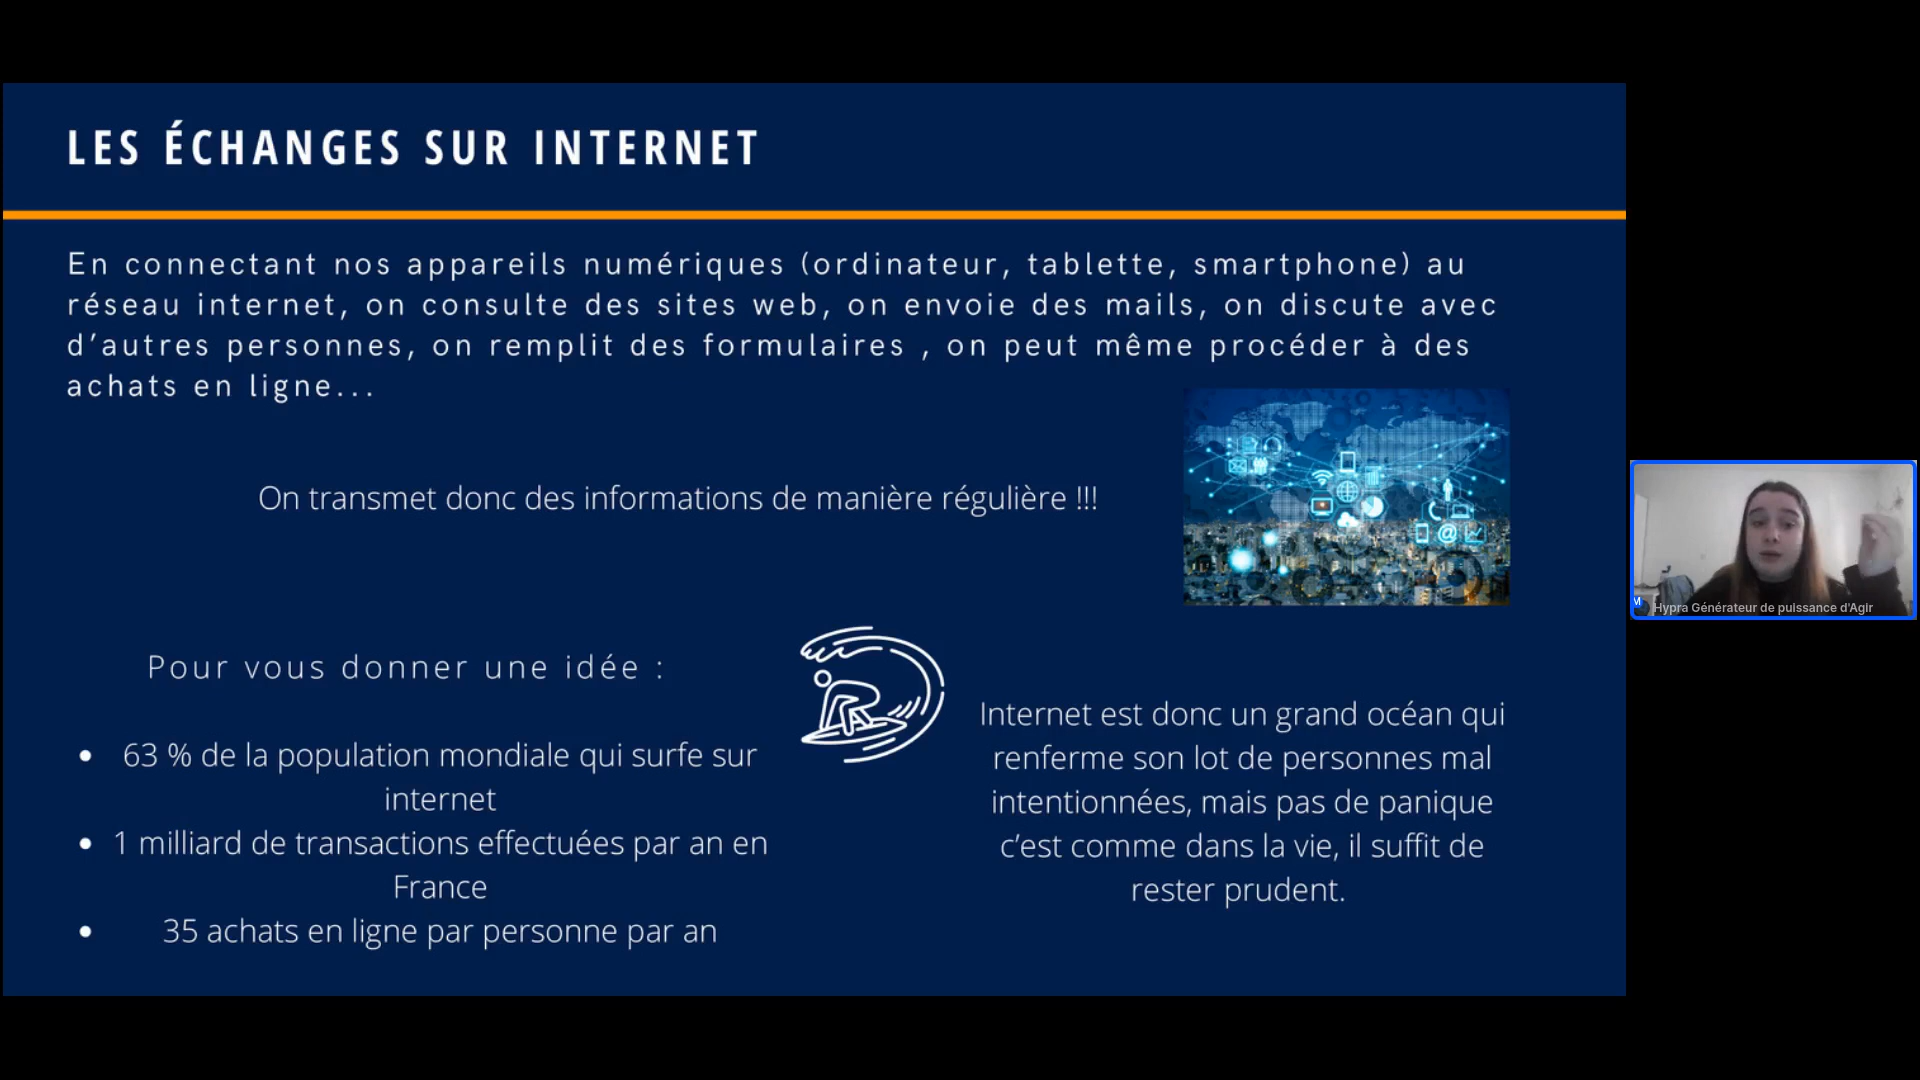 LES ÉCHANGES SUR INTERNET
En connectant nos appareils numériques (ordinateur, tablette, smartphone) au
réseau internet, on consulte des sites web, on envoie des mails, on discute avec
d’autres personnes, on remplit des formulaires , on peut même procéder à des
achats en ligne...
On transmet donc des informations de manière régulière !!!
Pour vous donner une idée :
• 63 % de la population mondiale qui surfe sur
internet
• 1 milliard de transactions effectuées par an en
France
• 35 achats en ligne par personne par an
Internet est donc un grand océan qui
renferme son lot de personnes mal
intentionnées, mais pas de panique
c’est comme dans la vie, il suffit de
rester prudent.
M
Hypra Générateur de puissance d'Agir